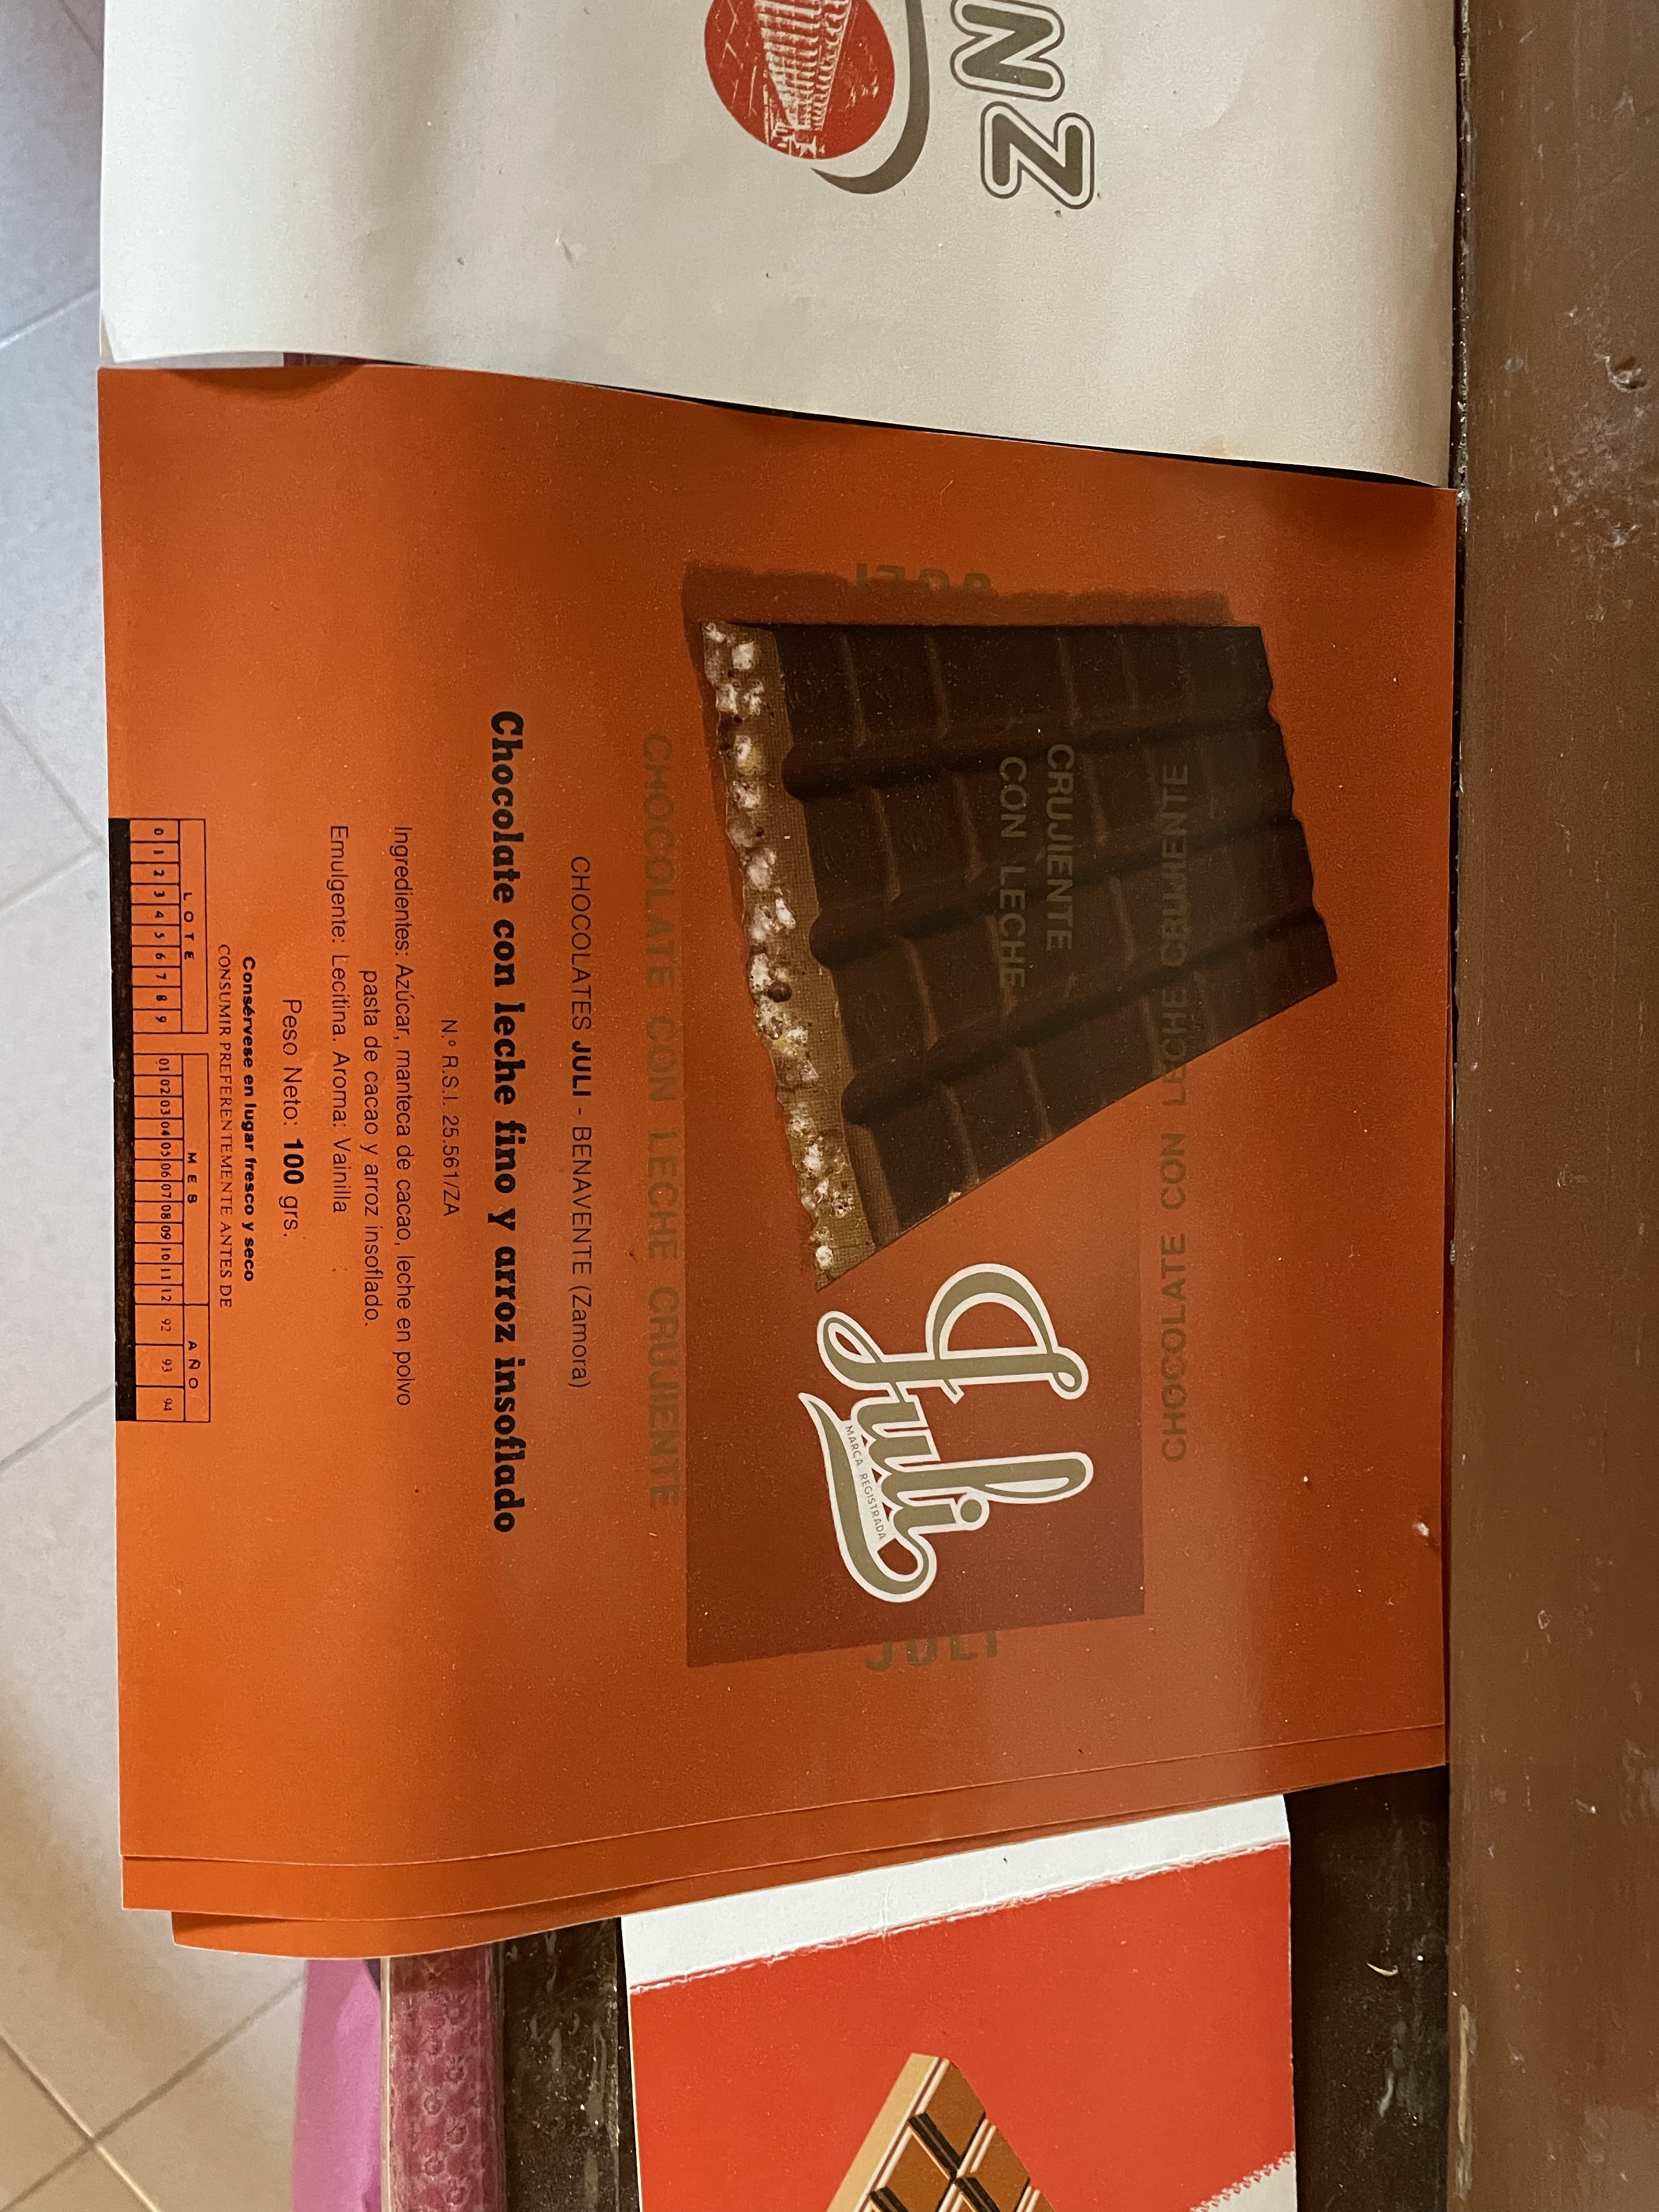 NZ
JULI
CHOCOLATE CON LECHE CRUJIENTE
CRUJIENTE
CON LECHE
Juli
MARCA REGISTRADA
JULI
CHOCOLATE CON LECHE CRUJIENTE
CHOCOLATES JULI - BENAVENTE (Zamora)
Chocolate con leche fino y arroz insoflado
N.º R.S.I. 25.561/ZA
Ingredientes: Azúcar, manteca de cacao, leche en polvo
pasta de cacao y arroz insoflado.
Emulgente: Lecitina. Aroma: Vainilla
Peso Neto: 100 grs.
Consérvese en lugar fresco y seco
CONSUMIR PREFERENTEMENTE ANTES DE
LOTE MES AÑO
0 1 2 3 4 5 6 7 8 9 01 02 03 04 05 06 07 08 09 10 11 12 92 93 94